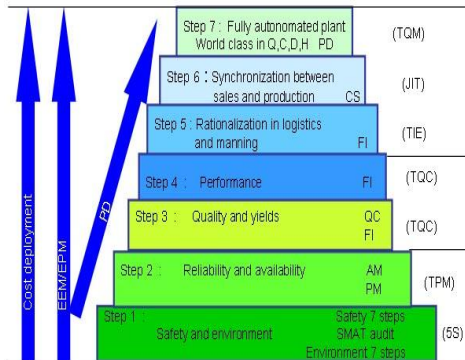 Step 7 : Fully autonomated plant
World class in Q,C,D,H PD
(TQM)
Step 6 : Synchronization between
sales and production CS
(JIT)
Step 5 : Rationalization in logistics
and manning FI
(TIE)
Step 4 : Performance FI
(TQC)
Step 3 : Quality and yields QC
FI
(TQC)
Step 2 : Reliability and availability AM
PM
(TPM)
Step 1 : Safety 7 steps
Safety and environment SMAT audit
Environment 7 steps
(5S)
Cost deployment
EEM/EPM
PD